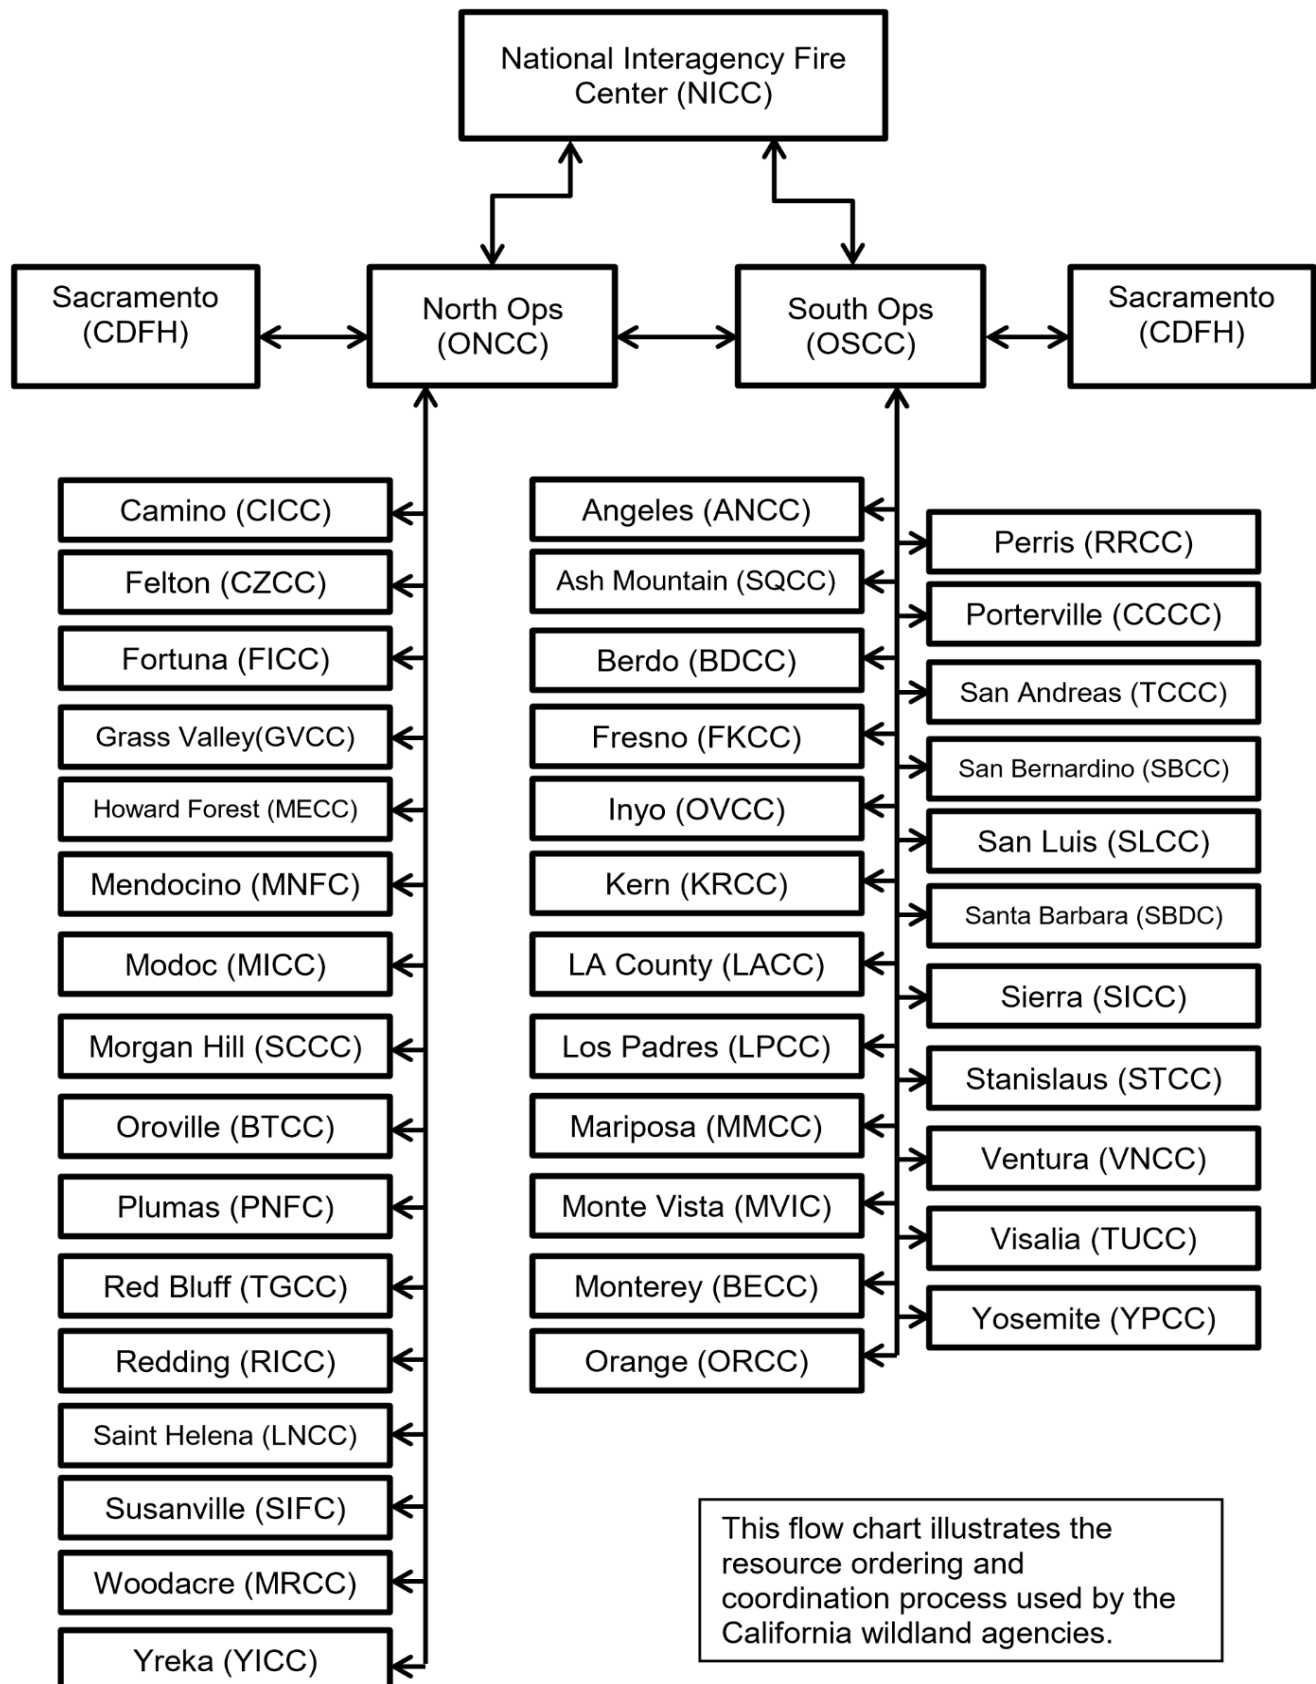 National Interagency Fire
Center (NICC)
Sacramento
(CDFH)
North Ops
(ONCC)
South Ops
(OSCC)
Sacramento
(CDFH)
Camino (CICC)
Felton (CZCC)
Fortuna (FICC)
Grass Valley(GVCC)
Howard Forest (MECC)
Mendocino (MNFC)
Modoc (MICC)
Morgan Hill (SCCC)
Oroville (BTCC)
Plumas (PNFC)
Red Bluff (TGCC)
Redding (RICC)
Saint Helena (LNCC)
Susanville (SIFC)
Woodacre (MRCC)
Yreka (YICC)
Angeles (ANCC)
Ash Mountain (SQCC)
Berdo (BDCC)
Fresno (FKCC)
Inyo (OVCC)
Kern (KRCC)
LA County (LACC)
Los Padres (LPCC)
Mariposa (MMCC)
Monte Vista (MVIC)
Monterey (BECC)
Orange (ORCC)
Perris (RRCC)
Porterville (CCCC)
San Andreas (TCCC)
San Bernardino (SBCC)
San Luis (SLCC)
Santa Barbara (SBDC)
Sierra (SICC)
Stanislaus (STCC)
Ventura (VNCC)
Visalia (TUCC)
Yosemite (YPCC)
This flow chart illustrates the
resource ordering and
coordination process used by the
California wildland agencies.